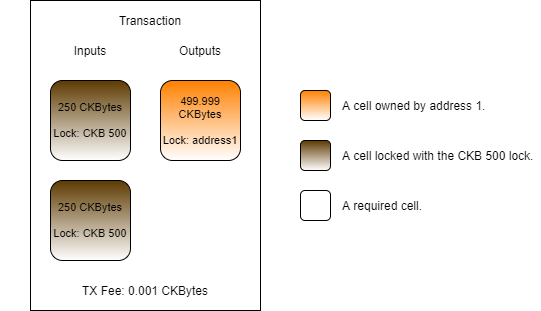 Transaction
Inputs
Outputs
250 CKBytes
Lock: CKB 500
499.999
CKBytes
Lock: address1
250 CKBytes
Lock: CKB 500
TX Fee: 0.001 CKBytes
A cell owned by address 1.
A cell locked with the CKB 500 lock.
A required cell.